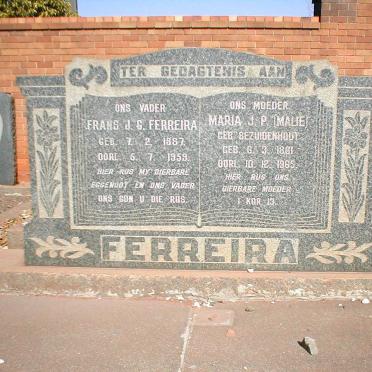 TER GEDAGTENIS AAN
ONS VADER
FRANS J. C. FERREIRA
GEB. 7. 2. 1887.
OORL. 5. 7. 1959.
HIER RUS MY DIERBARE
EGGENOOT EN ONS VADER
ONS GUN U DIE RUS.
ONS MOEDER
MARIA J. P. [MALIE]
GEB. BEZUIDENHOUT.
GEB. 6. 3. 1891
OORL. 10. 12. 1965.
HIER RUS ONS
DIERBARE MOEDER
1 KOR 13.
FERREIRA